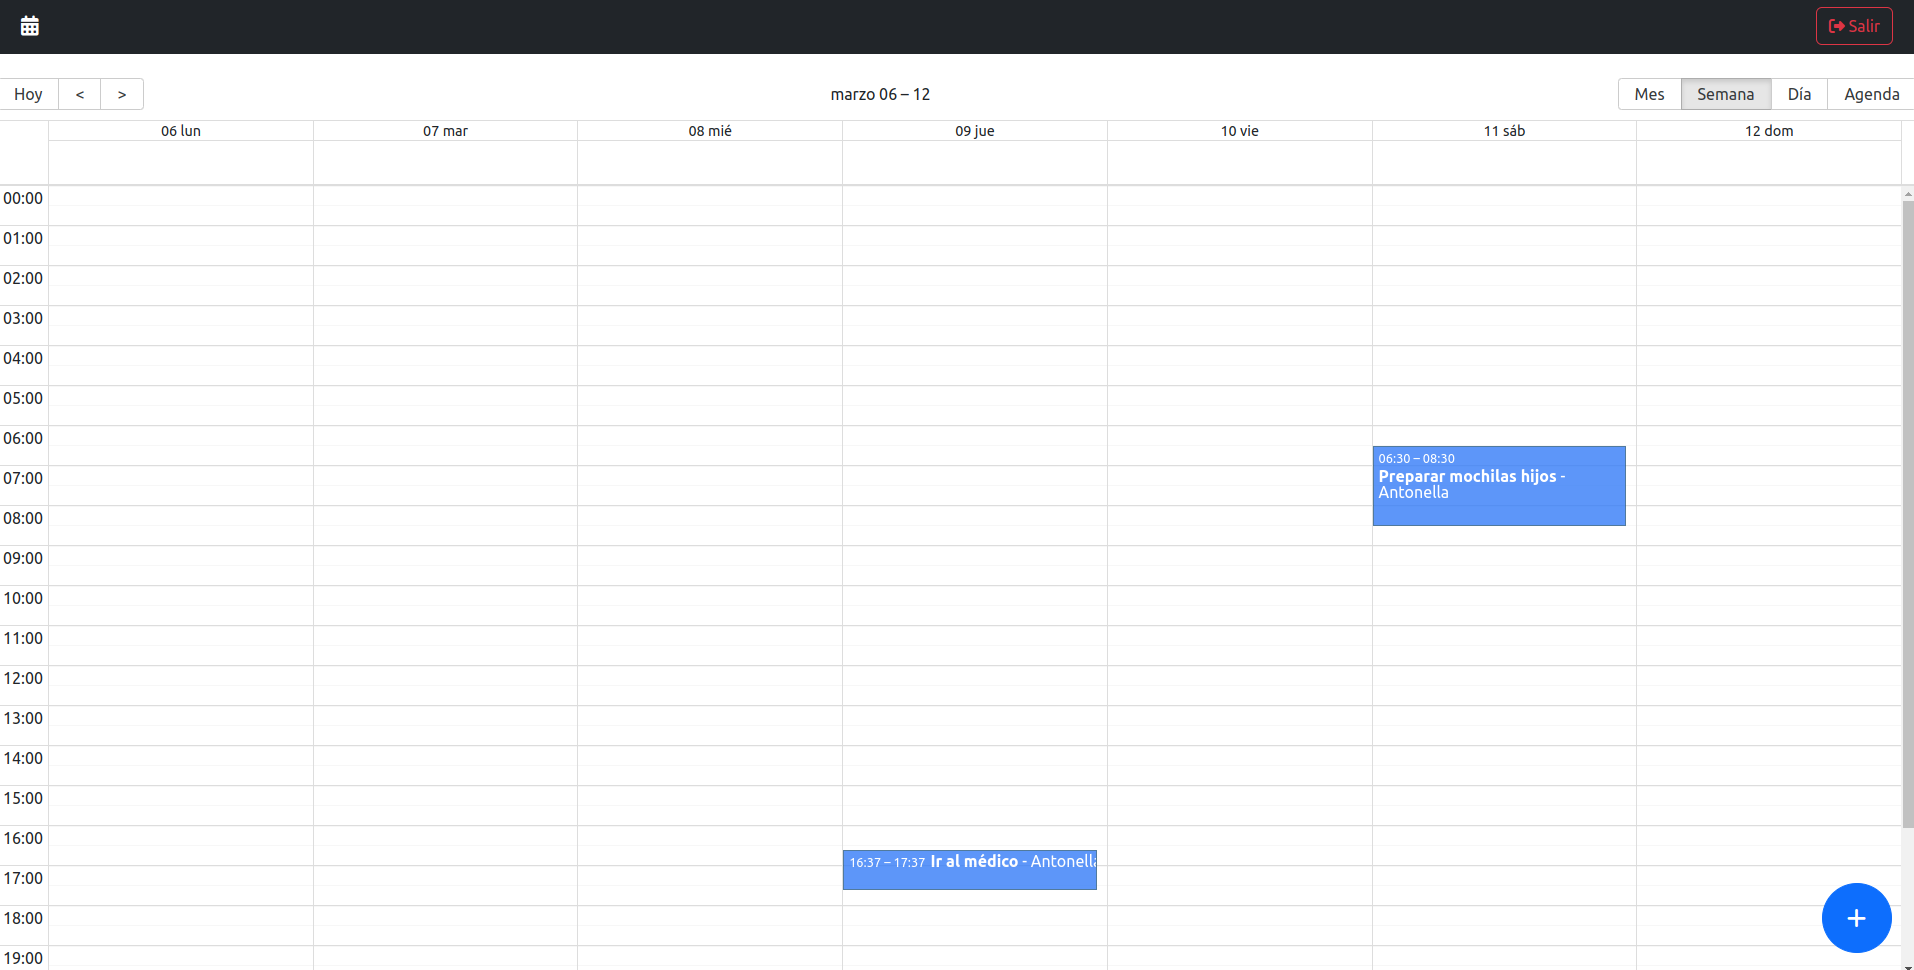 Salir
Hoy < > marzo 06 – 12 Mes Semana Día Agenda
06 lun 07 mar 08 mié 09 jue 10 vie 11 sáb 12 dom
00:00
01:00
02:00
03:00
04:00
05:00
06:00
06:30 – 08:30
07:00 Preparar mochilas hijos -
Antonella
08:00
09:00
10:00
11:00
12:00
13:00
14:00
15:00
16:00
16:37 – 17:37 Ir al médico - Antonella
17:00
18:00 +
19:00